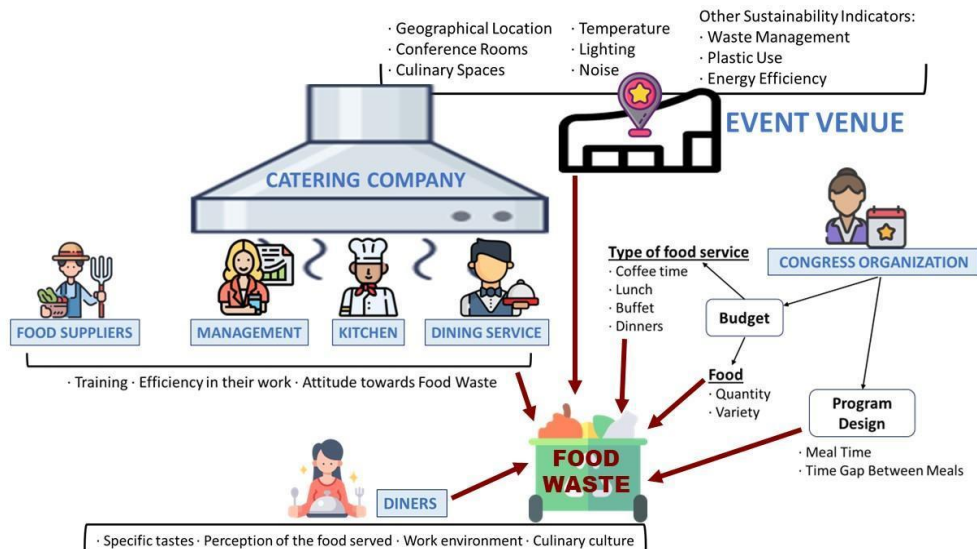 · Geographical Location
· Conference Rooms
· Culinary Spaces
· Temperature
· Lighting
· Noise
Other Sustainability Indicators:
· Waste Management
· Plastic Use
· Energy Efficiency
EVENT VENUE
CATERING COMPANY
FOOD SUPPLIERS
MANAGEMENT
KITCHEN
DINING SERVICE
· Training · Efficiency in their work · Attitude towards Food Waste
Type of food service
· Coffee time
· Lunch
· Buffet
· Dinners
CONGRESS ORGANIZATION
Budget
Food
· Quantity
· Variety
Program
Design
· Meal Time
· Time Gap Between Meals
FOOD
WASTE
DINERS
· Specific tastes · Perception of the food served · Work environment · Culinary culture